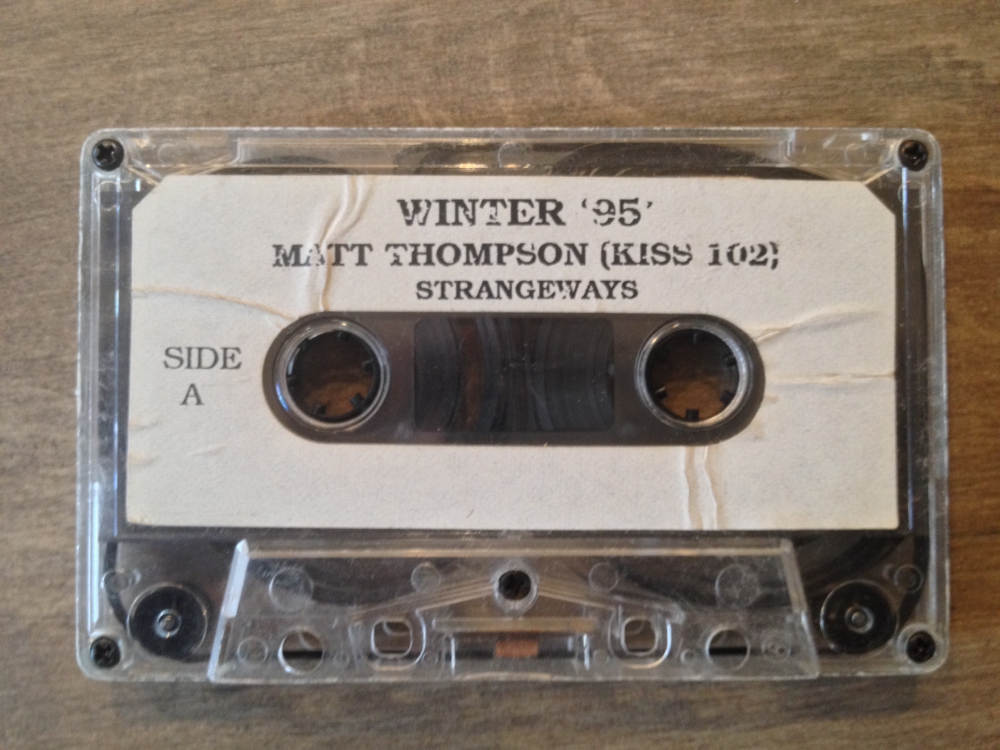 WINTER ‘95’
MATT THOMPSON (KISS 102)
STRANGEWAYS
SIDE
A